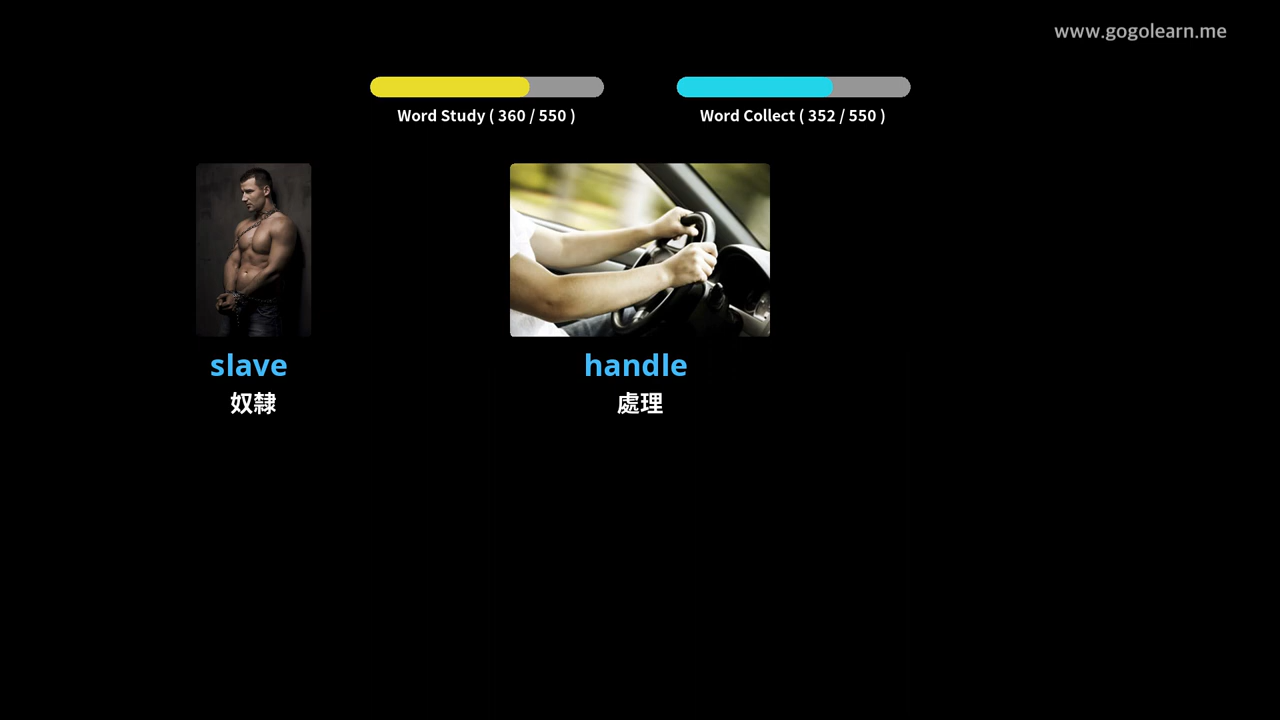 www.gogolearn.me
Word Study ( 360 / 550 )
Word Collect ( 352 / 550 )
slave
奴隸
handle
處理